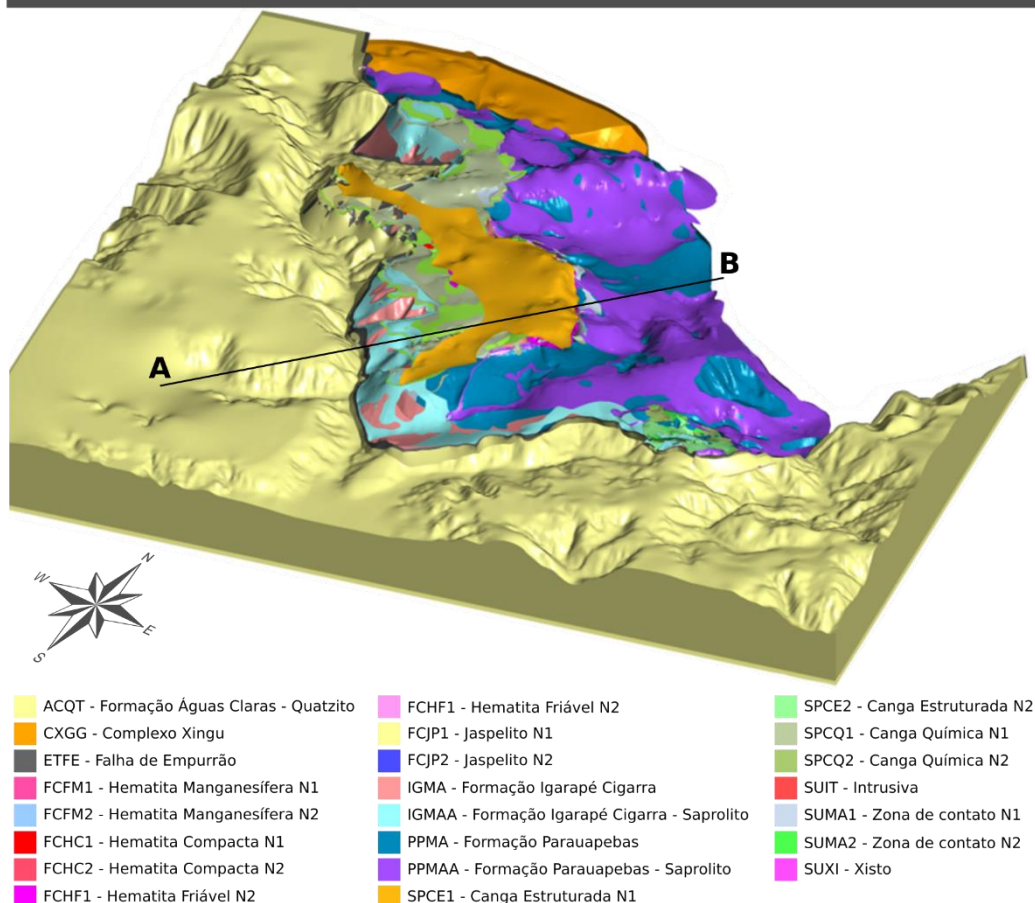 B
A
N
W
E
S
ACQT - Formação Águas Claras - Quatzito
CXGG - Complexo Xingu
ETFE - Falha de Empurrão
FCFM1 - Hematita Manganesífera N1
FCFM2 - Hematita Manganesífera N2
FCHC1 - Hematita Compacta N1
FCHC2 - Hematita Compacta N2
FCHF1 - Hematita Friável N2
FCHF1 - Hematita Friável N2
FCJP1 - Jaspelito N1
FCJP2 - Jaspelito N2
IGMA - Formação Igarapé Cigarra
IGMAA - Formação Igarapé Cigarra - Saprolito
PPMA - Formação Parauapebas
PPMAA - Formação Parauapebas - Saprolito
SPCE1 - Canga Estruturada N1
SPCE2 - Canga Estruturada N2
SPCQ1 - Canga Química N1
SPCQ2 - Canga Química N2
SUIT - Intrusiva
SUMA1 - Zona de contato N1
SUMA2 - Zona de contato N2
SUXI - Xisto